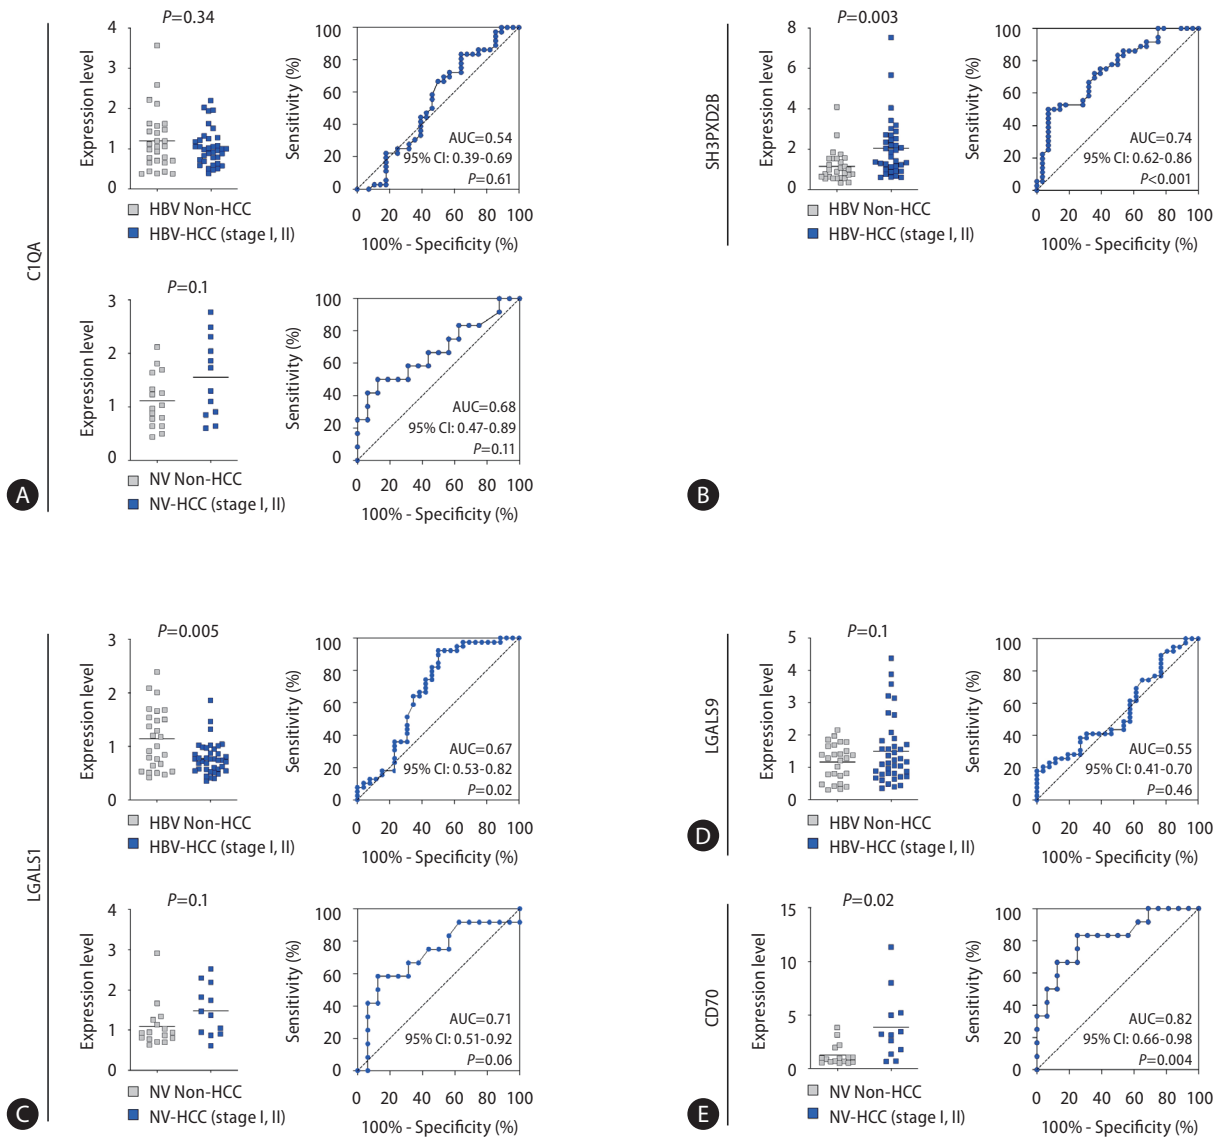 C1QA
P=0.34
Expression level
4
3
2
1
0
HBV Non-HCC
HBV-HCC (stage I, II)
Sensitivity (%)
100
80
60
40
20
0
AUC=0.54
95% CI: 0.39-0.69
P=0.61
0 20 40 60 80 100
100% - Specificity (%)
P=0.1
Expression level
3
2
1
0
NV Non-HCC
NV-HCC (stage I, II)
Sensitivity (%)
100
80
60
40
20
0
AUC=0.68
95% CI: 0.47-0.89
P=0.11
0 20 40 60 80 100
100% - Specificity (%)
A
SH3PXD2B
P=0.003
Expression level
8
6
4
2
0
HBV Non-HCC
HBV-HCC (stage I, II)
Sensitivity (%)
100
80
60
40
20
0
AUC=0.74
95% CI: 0.62-0.86
P<0.001
0 20 40 60 80 100
100% - Specificity (%)
B
LGALS1
P=0.005
Expression level
3
2
1
0
HBV Non-HCC
HBV-HCC (stage I, II)
Sensitivity (%)
100
80
60
40
20
0
AUC=0.67
95% CI: 0.53-0.82
P=0.02
0 20 40 60 80 100
100% - Specificity (%)
P=0.1
Expression level
4
3
2
1
0
NV Non-HCC
NV-HCC (stage I, II)
Sensitivity (%)
100
80
60
40
20
0
AUC=0.71
95% CI: 0.51-0.92
P=0.06
0 20 40 60 80 100
100% - Specificity (%)
C
LGALS9
P=0.1
Expression level
5
4
3
2
1
0
HBV Non-HCC
HBV-HCC (stage I, II)
Sensitivity (%)
100
80
60
40
20
0
AUC=0.55
95% CI: 0.41-0.70
P=0.46
0 20 40 60 80 100
100% - Specificity (%)
D
CD70
P=0.02
Expression level
15
10
5
0
NV Non-HCC
NV-HCC (stage I, II)
Sensitivity (%)
100
80
60
40
20
0
AUC=0.82
95% CI: 0.66-0.98
P=0.004
0 20 40 60 80 100
100% - Specificity (%)
E